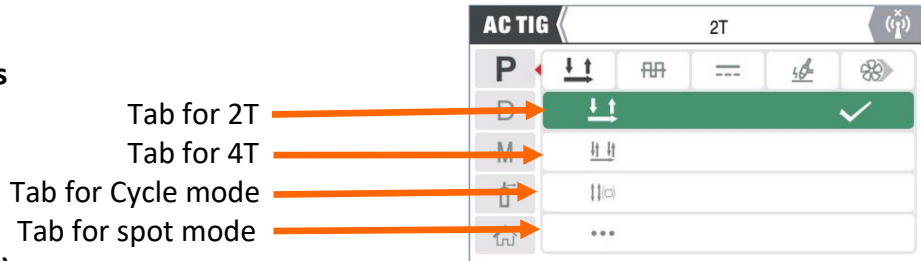 AC TIG 2T
s
P
Tab for 2T D
Tab for 4T M
Tab for Cycle mode
Tab for spot mode